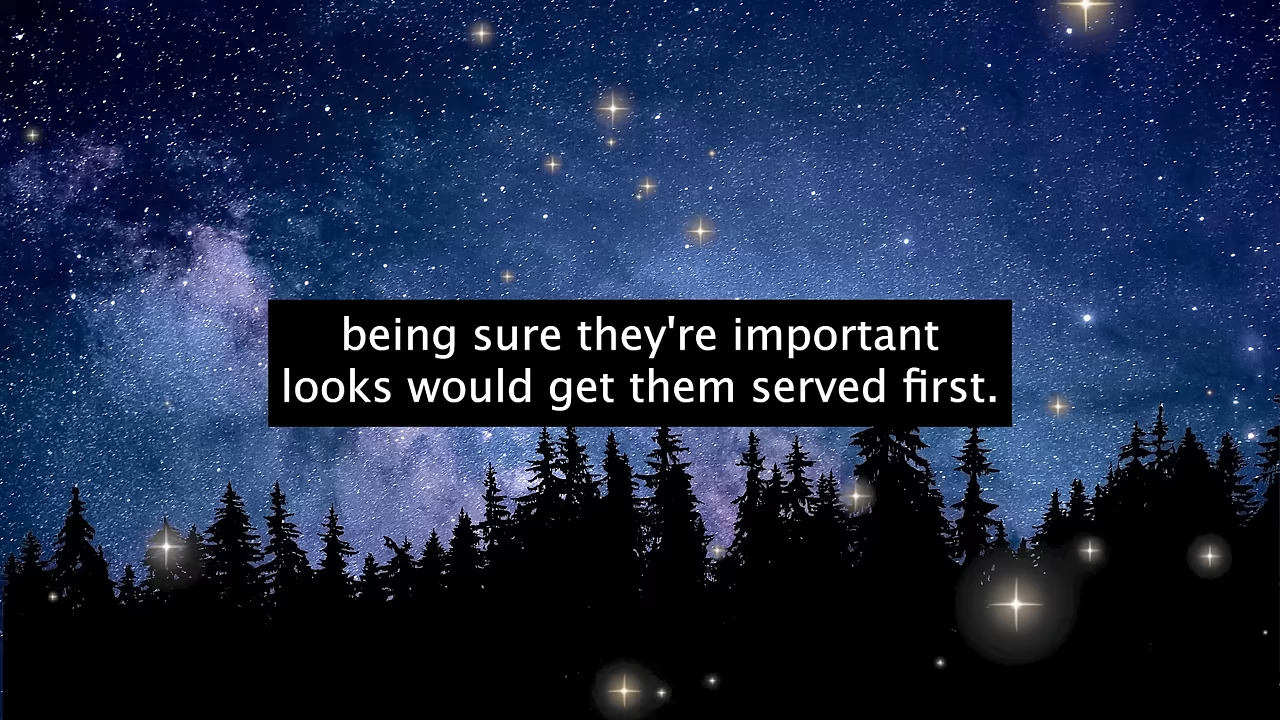 being sure they're important
looks would get them served first.